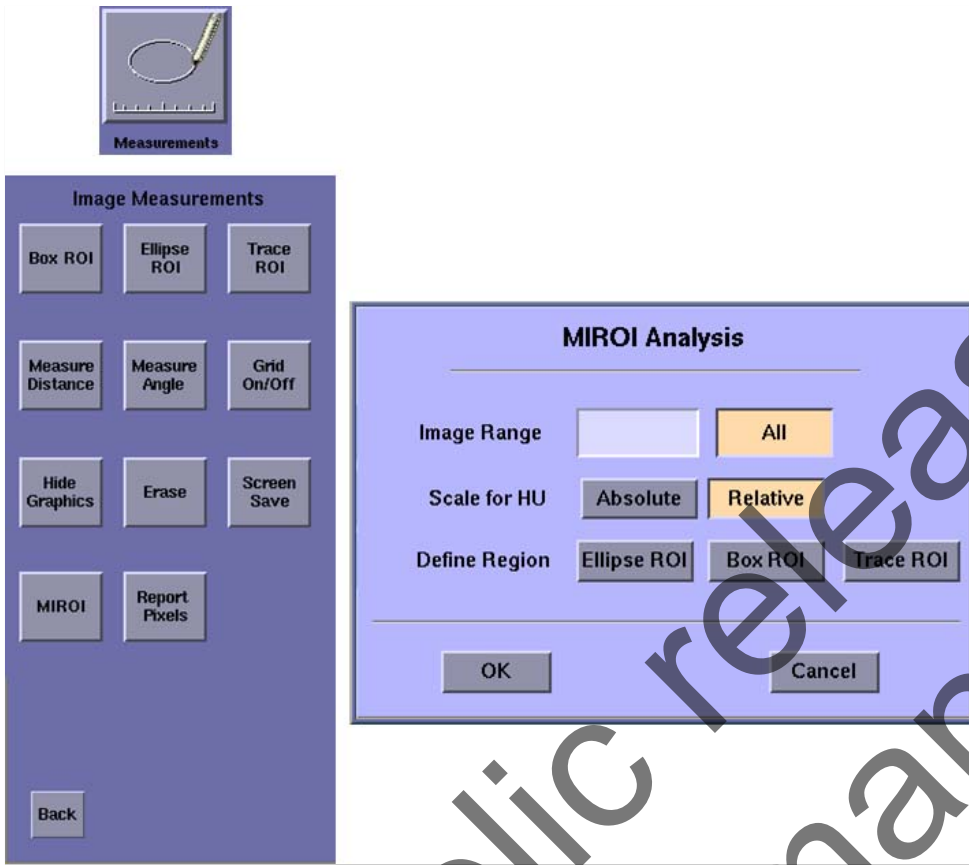 Measurements
Image Measurements
Box ROI
Ellipse
ROI
Trace
ROI
Measure
Distance
Measure
Angle
Grid
On/Off
Hide
Graphics
Erase
Screen
Save
MIROI
Report
Pixels
Back
MIROI Analysis
Image Range
All
Scale for HU
Absolute
Relative
Define Region
Ellipse ROI
Box ROI
Trace ROI
OK
Cancel